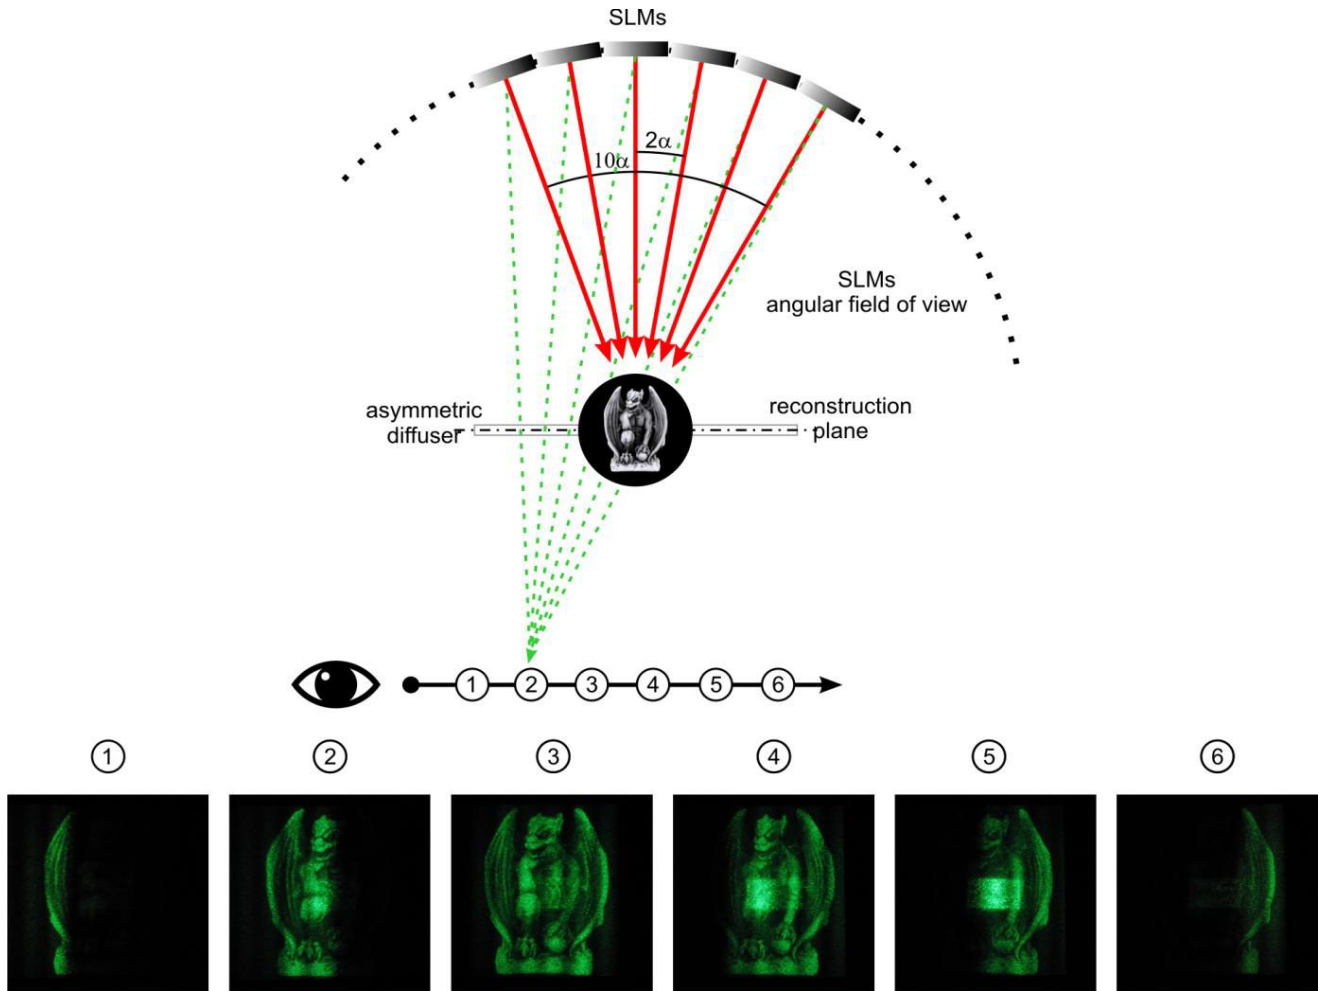 SLMs
2α
10α
SLMs
angular field of view
asymmetric
diffuser
reconstruction
plane
1 2 3 4 5 6
1 2 3 4 5 6